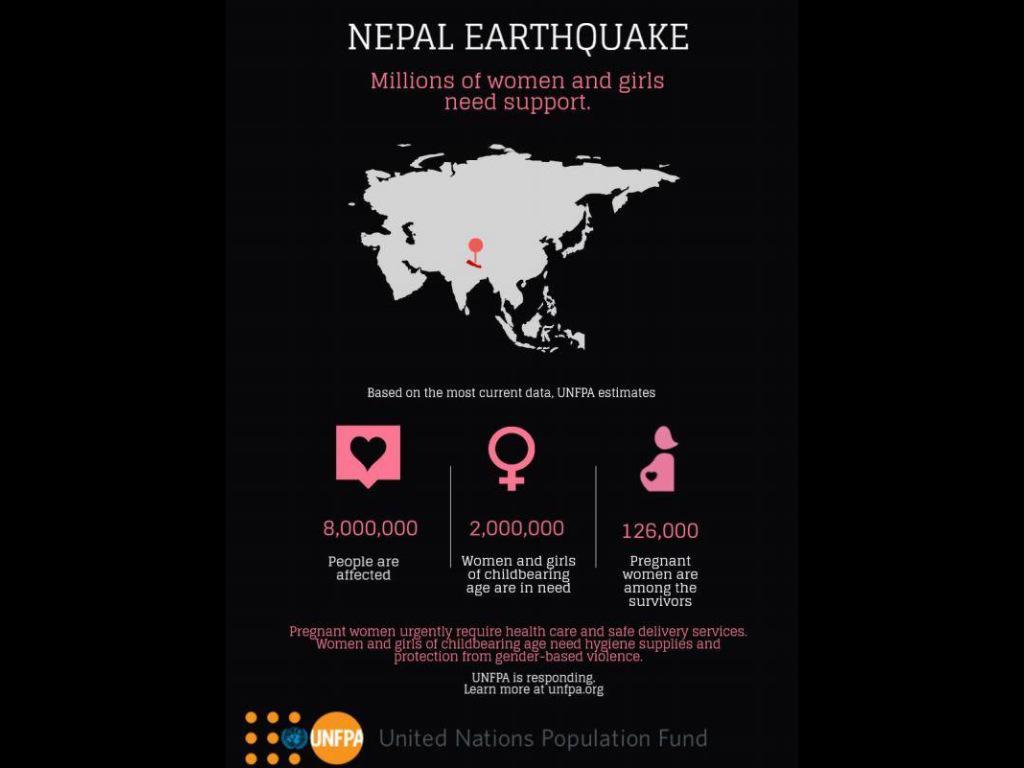 NEPAL EARTHQUAKE
Millions of women and girls
need support.
Based on the most current data, UNFPA estimates
8,000,000
People are
affected
2,000,000
Women and girls
of childbearing
age are in need
126,000
Pregnant
women are
among the
survivors
Pregnant women urgently require health care and safe delivery services.
Women and girls of childbearing age need hygiene supplies and
protection from gender-based violence.
UNFPA is responding.
Learn more at unfpa.org
UNFPA
United Nations Population Fund